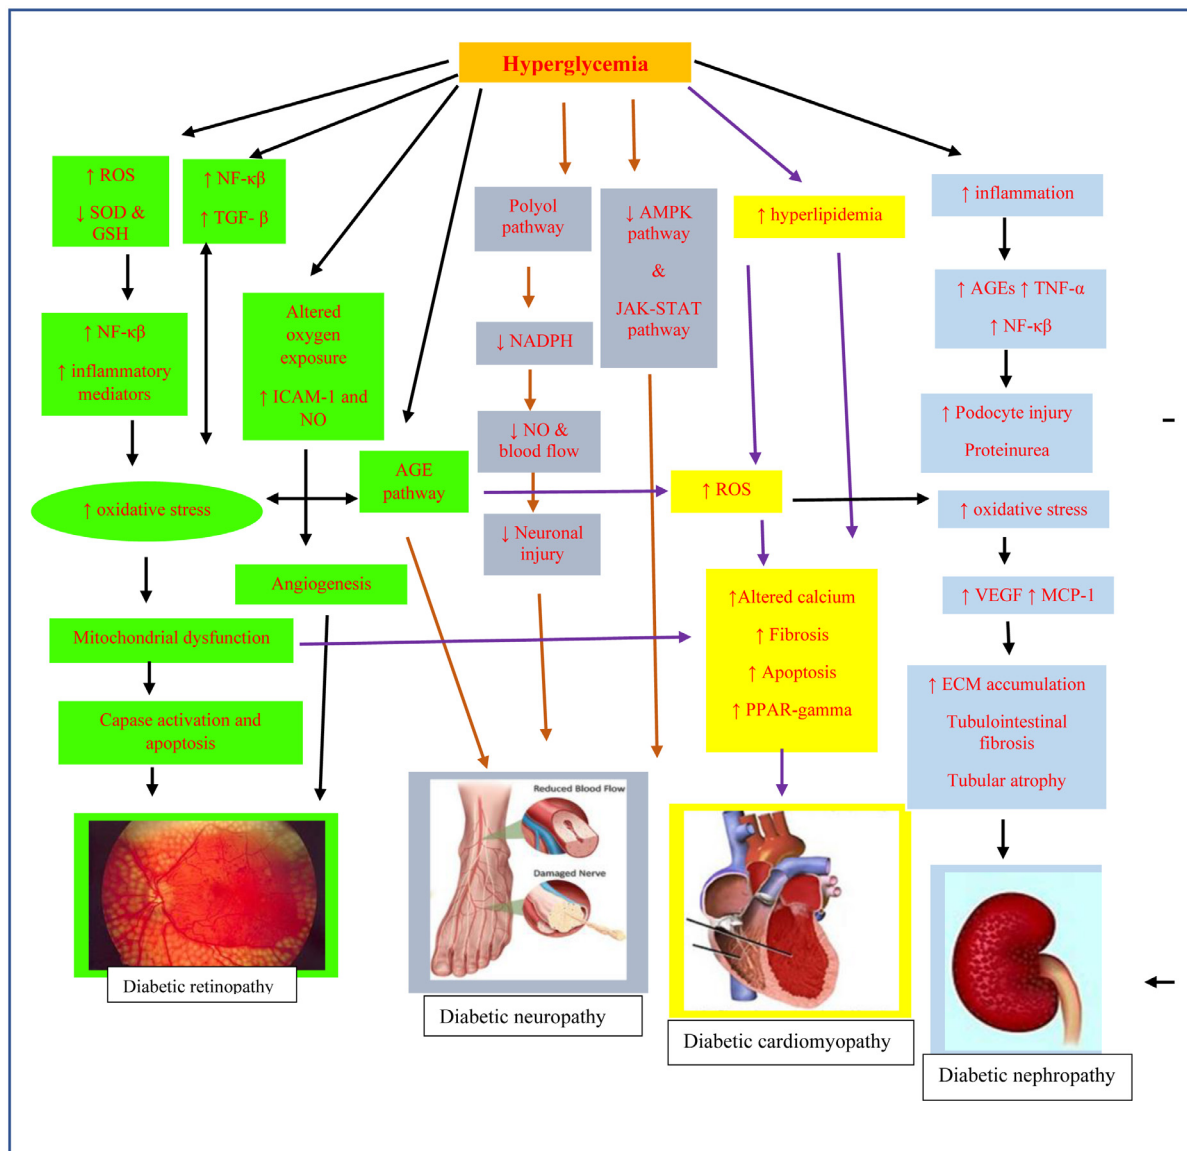 Hyperglycemia
↑ ROS
↓ SOD &
GSH
↑ NF-κβ
↑ TGF- β
↑ NF-κβ
↑ inflammatory
mediators
Altered
oxygen
exposure
↑ ICAM-1 and
NO
↑ oxidative stress
AGE
pathway
Angiogenesis
Mitochondrial dysfunction
Capase activation and
apoptosis
Diabetic retinopathy
Polyol
pathway
↓ NADPH
↓ NO &
blood flow
↓ Neuronal
injury
↓ AMPK
pathway
&
JAK-STAT
pathway
Reduced Blood Flow
Damaged Nerve
Diabetic neuropathy
↑ hyperlipidemia
↑ ROS
↑Altered calcium
↑ Fibrosis
↑ Apoptosis
↑ PPAR-gamma
Diabetic cardiomyopathy
↑ inflammation
↑ AGEs ↑ TNF-α
↑ NF-κβ
↑ Podocyte injury
Proteinurea
↑ oxidative stress
↑ VEGF ↑ MCP-1
↑ ECM accumulation
Tubulointestinal
fibrosis
Tubular atrophy
Diabetic nephropathy